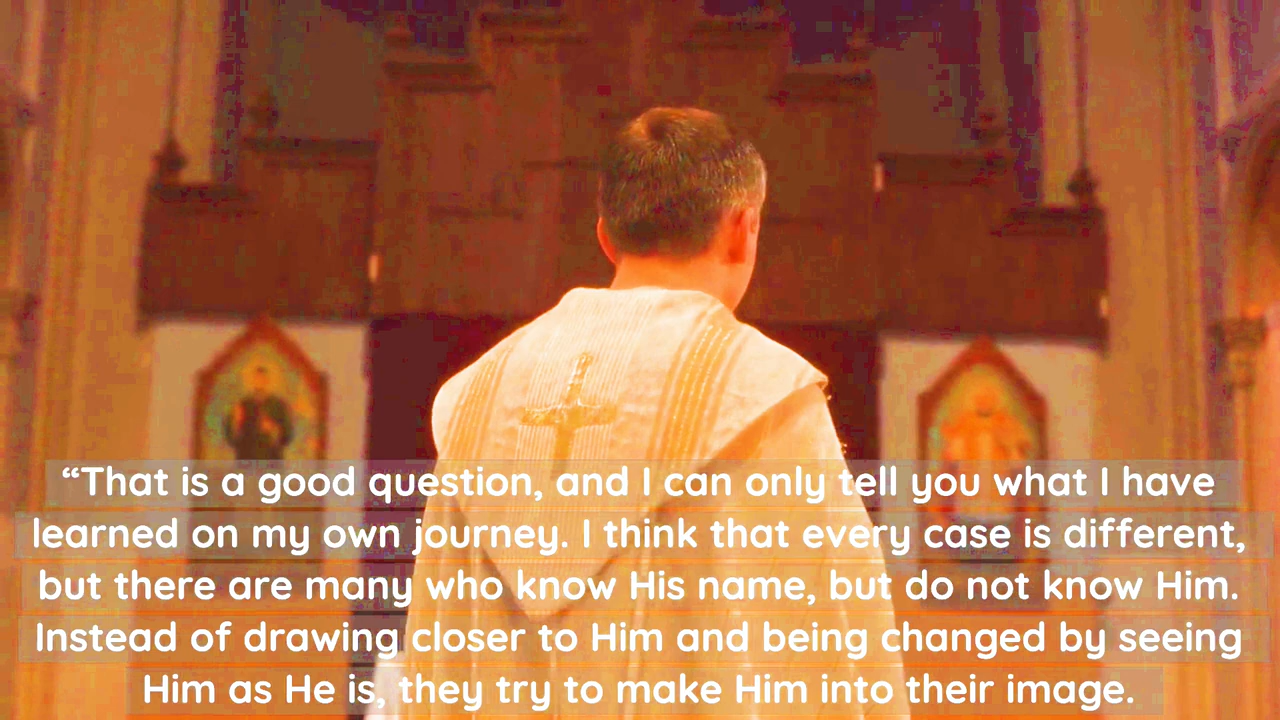 “That is a good question, and I can only tell you what I have
learned on my own journey. I think that every case is different,
but there are many who know His name, but do not know Him.
Instead of drawing closer to Him and being changed by seeing
Him as He is, they try to make Him into their image.